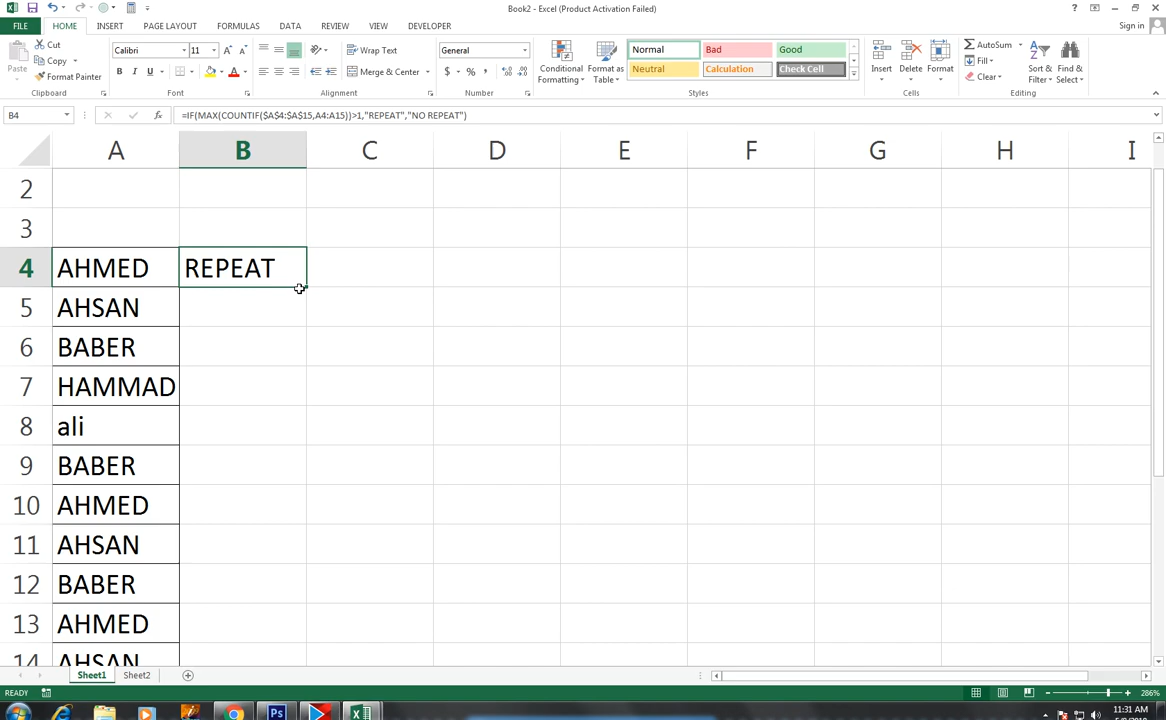 Book2 - Excel (Product Activation Failed)
FILE HOME INSERT PAGE LAYOUT FORMULAS DATA REVIEW VIEW DEVELOPER Sign in
Paste Cut Copy Format Painter Clipboard
Calibri 11 B I U A Font
Wrap Text Merge & Center Alignment
General $ % , Number
Conditional Formatting Format as Table
Normal Bad Good
Neutral Calculation Check Cell
Styles
Insert Delete Format Cells
AutoSum Fill Clear Sort & Filter Find & Select Editing
B4 fx =IF(MAX(COUNTIF($A$4:$A$15,A4:A15))>1,"REPEAT","NO REPEAT")
A B C D E F G H I
2
3
4 AHMED REPEAT
5 AHSAN
6 BABER
7 HAMMAD
8 ali
9 BABER
10 AHMED
11 AHSAN
12 BABER
13 AHMED
14 AHSAN
Sheet1 Sheet2
READY 286%
11:31 AM